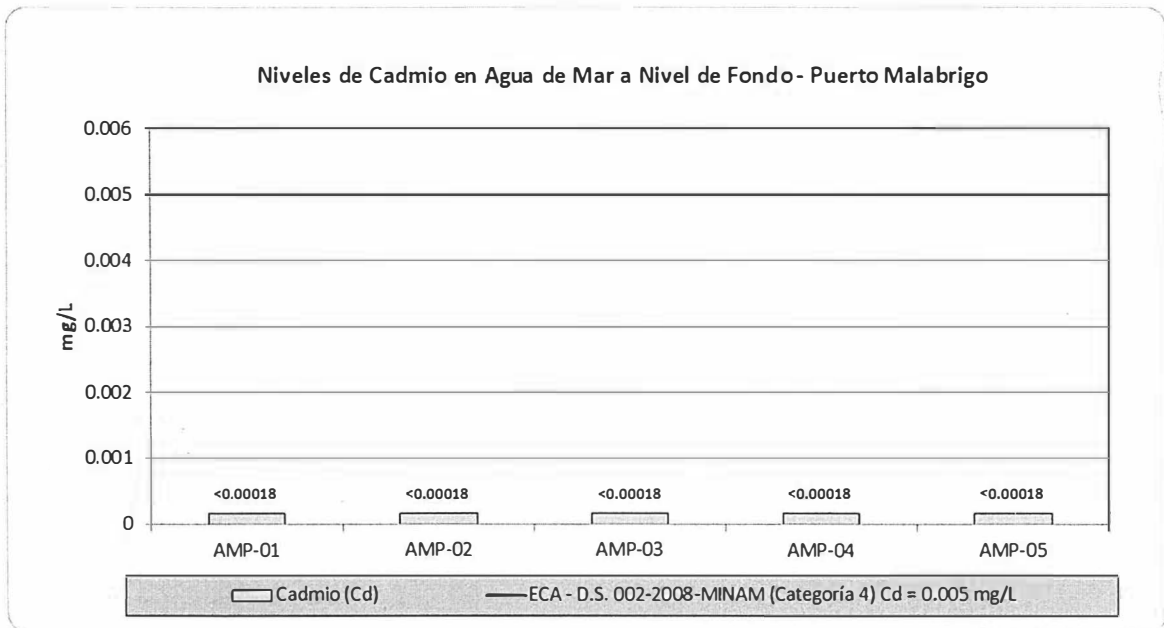 Niveles de Cadmio en Agua de Mar a Nivel de Fondo - Puerto Malabrigo
0.006
0.005
0.004
0.003
0.002
0.001
0
mg/L
<0.00018 <0.00018 <0.00018 <0.00018 <0.00018
AMP-01 AMP-02 AMP-03 AMP-04 AMP-05
Cadmio (Cd) ECA - D.S. 002-2008-MINAM (Categoría 4) Cd = 0.005 mg/L